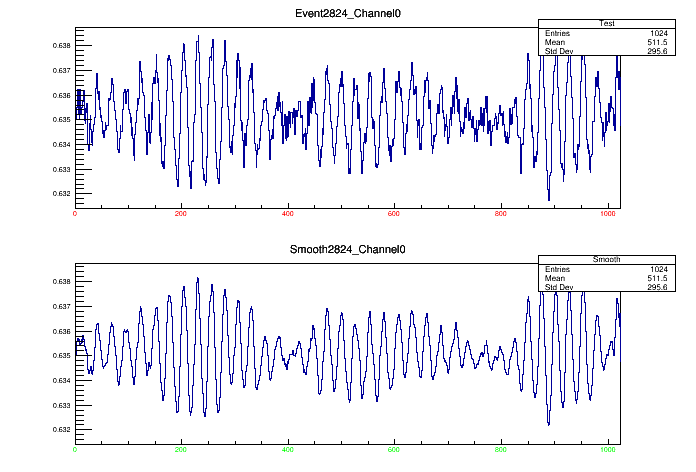 Event2824_Channel0
Test
Entries 1024
Mean 511.5
Std Dev 295.6
0.638
0.637
0.636
0.635
0.634
0.633
0.632
0 200 400 600 800 1000
Smooth2824_Channel0
Smooth
Entries 1024
Mean 511.5
Std Dev 295.6
0.638
0.637
0.636
0.635
0.634
0.633
0.632
0 200 400 600 800 1000